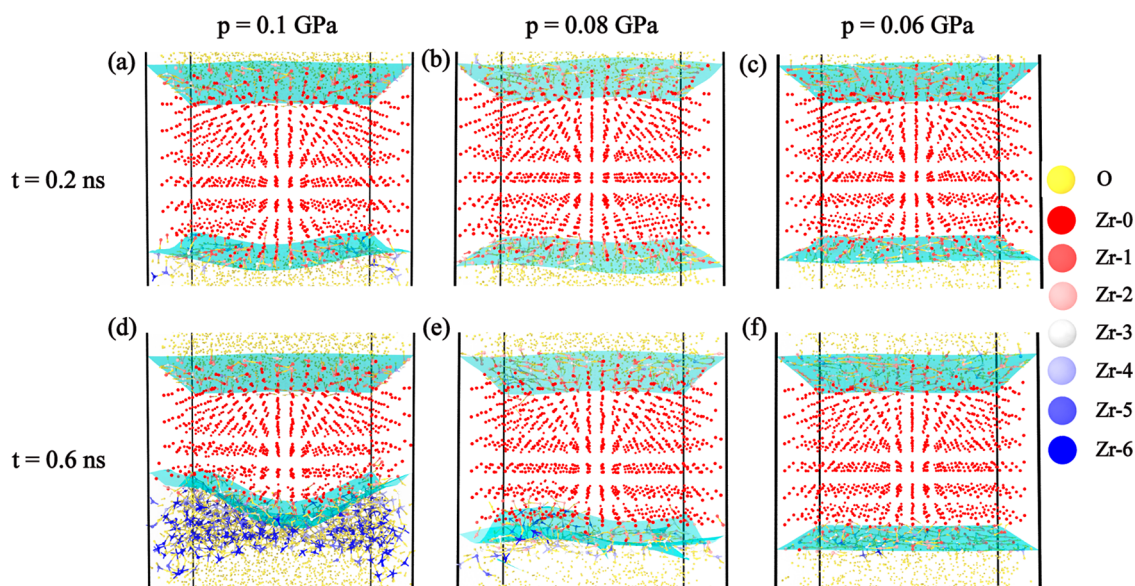 p = 0.1 GPa
p = 0.08 GPa
p = 0.06 GPa
(a)
(b)
(c)
t = 0.2 ns
(d)
(e)
(f)
t = 0.6 ns
O
Zr-0
Zr-1
Zr-2
Zr-3
Zr-4
Zr-5
Zr-6